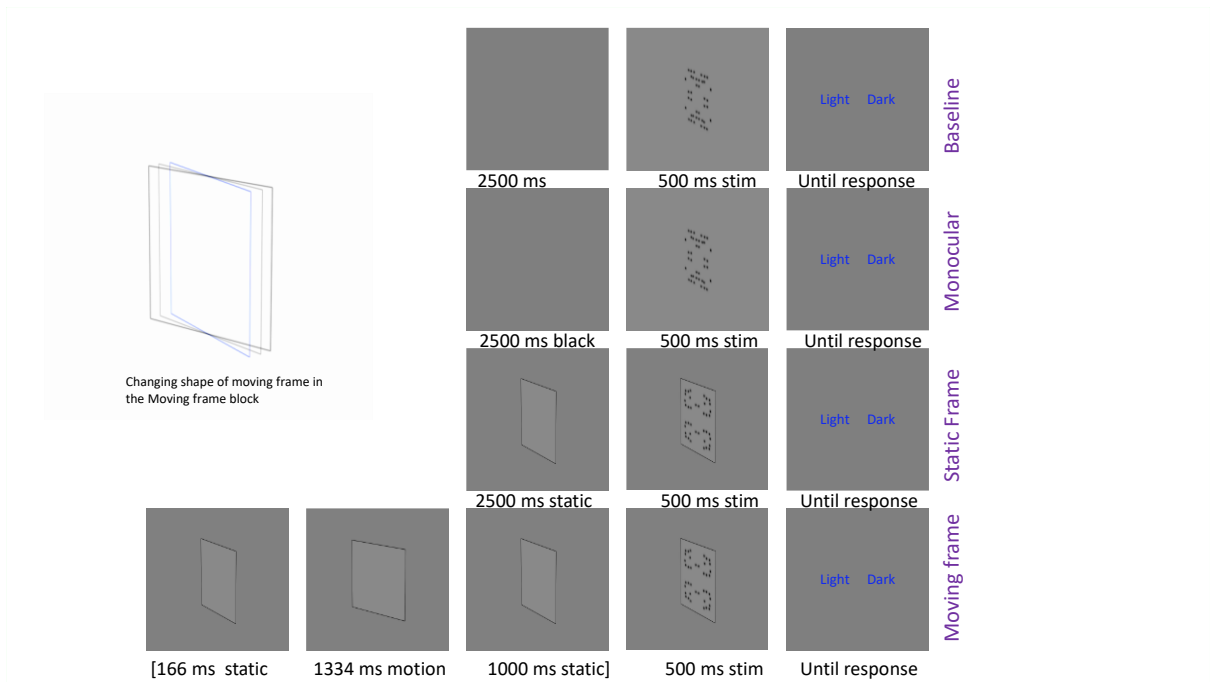 Light Dark
Baseline
2500 ms
500 ms stim
Until response
Light Dark
Monocular
2500 ms black
500 ms stim
Until response
Changing shape of moving frame in
the Moving frame block
Light Dark
Static Frame
2500 ms static
500 ms stim
Until response
Light Dark
Moving frame
[166 ms static
1334 ms motion
1000 ms static]
500 ms stim
Until response